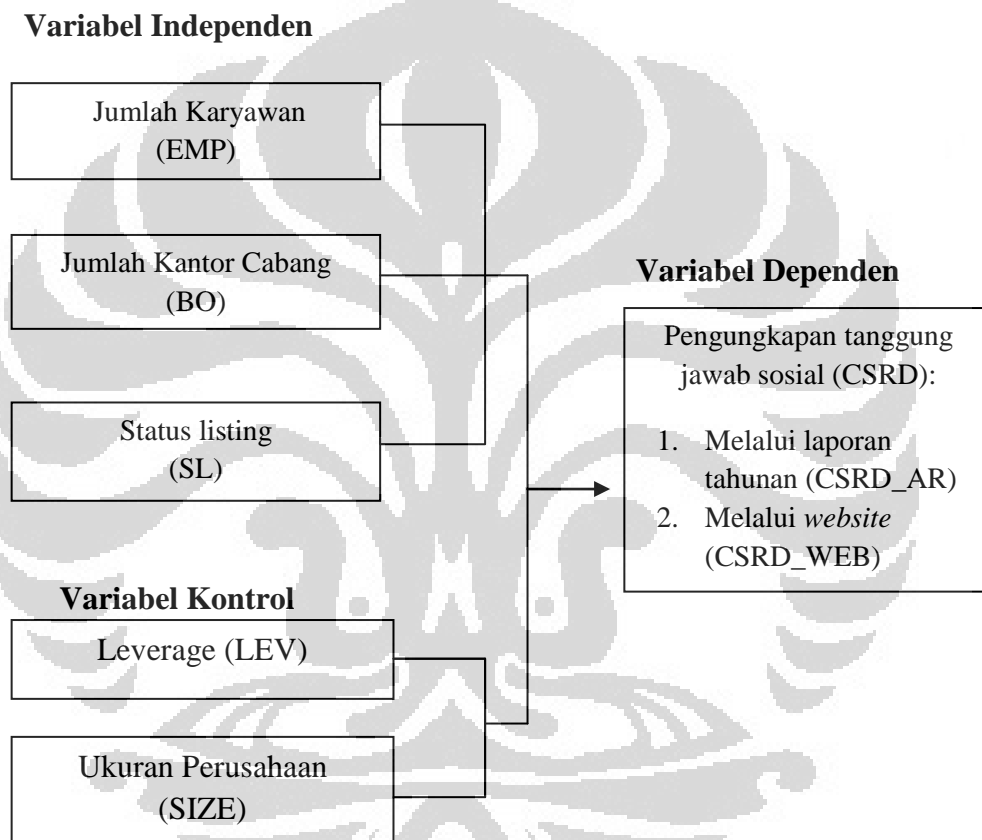 Variabel Independen
Jumlah Karyawan
(EMP)
Jumlah Kantor Cabang
(BO)
Status listing
(SL)
Variabel Kontrol
Leverage (LEV)
Ukuran Perusahaan
(SIZE)
Variabel Dependen
Pengungkapan tanggung
jawab sosial (CSRD):
1. Melalui laporan
tahunan (CSRD_AR)
2. Melalui website
(CSRD_WEB)